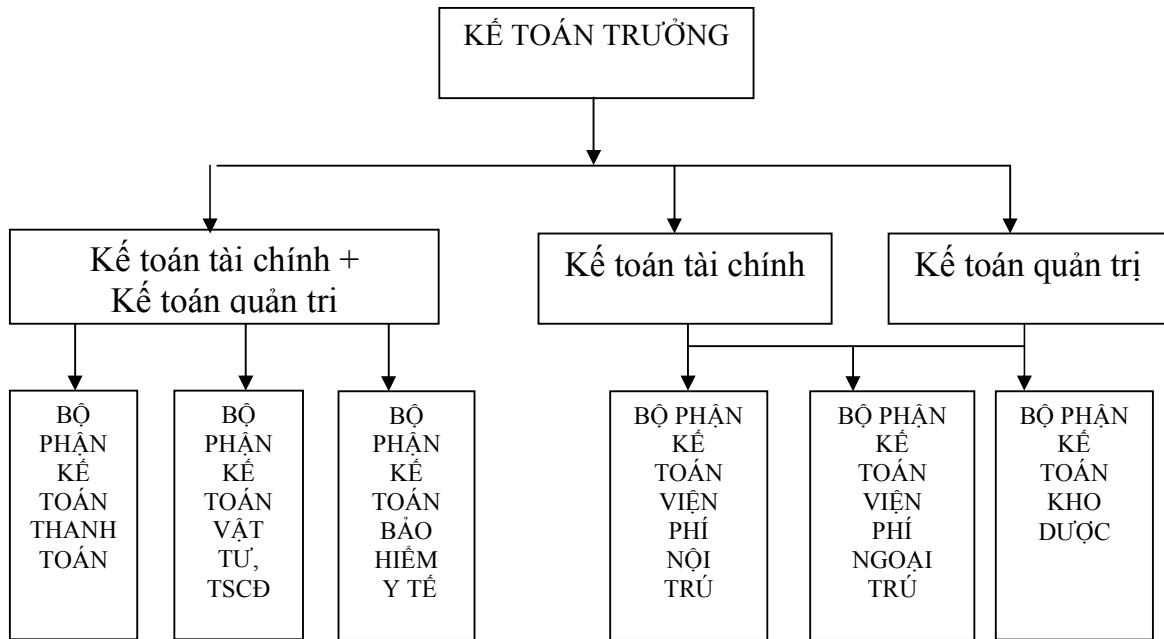 KẾ TOÁN TRƯỞNG
Kế toán tài chính +
Kế toán quản trị
Kế toán tài chính
Kế toán quản trị
BỘ
PHẬN
KẾ
TOÁN
THANH
TOÁN
BỘ
PHẬN
KẾ
TOÁN
VẬT
TƯ,
TSCĐ
BỘ
PHẬN
KẾ
TOÁN
BẢO
HIỂM
Y TẾ
BỘ PHẬN
KẾ
TOÁN
VIỆN
PHÍ
NỘI
TRÚ
BỘ PHẬN
KẾ
TOÁN
VIỆN
PHÍ
NGOẠI
TRÚ
BỘ PHẬN
KẾ
TOÁN
KHO
DƯỢC